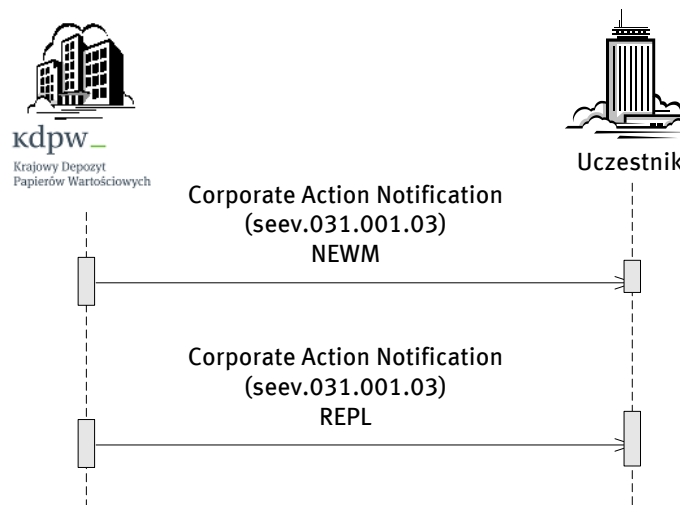 kdpw_
Krajowy Depozyt
Papierów Wartościowych
Uczestnik
Corporate Action Notification
(seev.031.001.03)
NEWM
Corporate Action Notification
(seev.031.001.03)
REPL